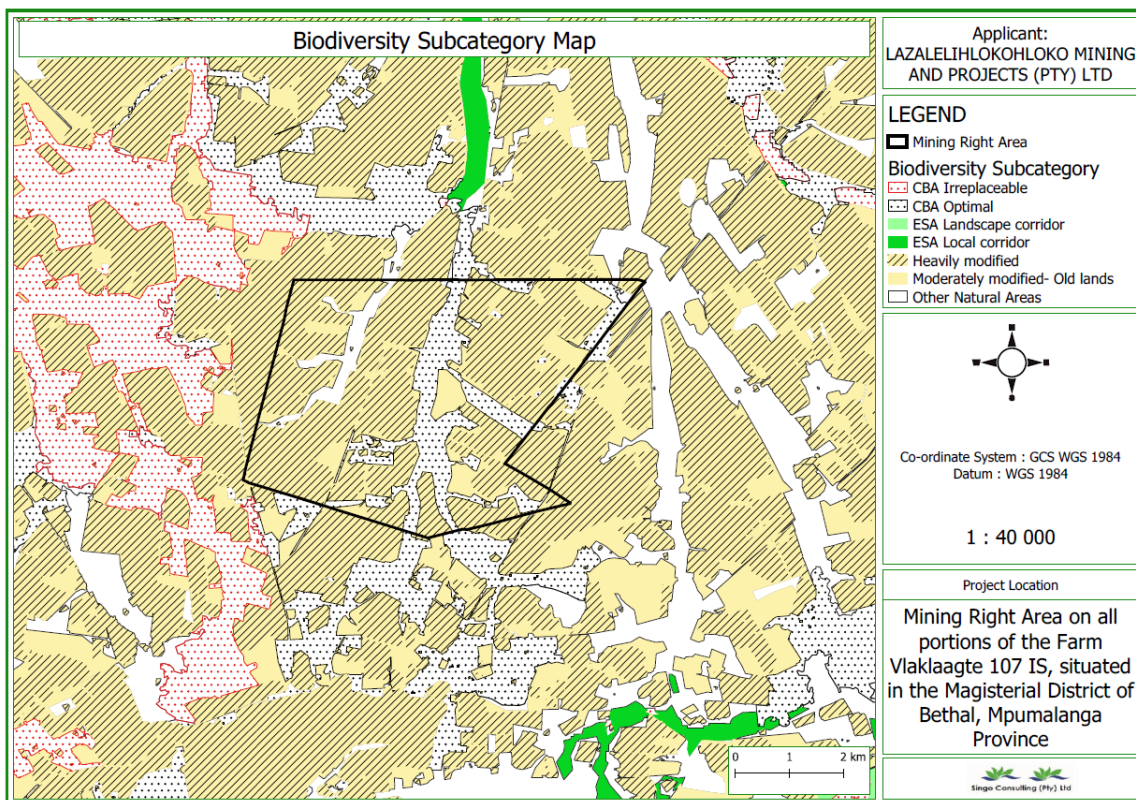 Biodiversity Subcategory Map
Applicant:
LAZALELIHLOKOHLOKO MINING
AND PROJECTS (PTY) LTD
LEGEND
Mining Right Area
Biodiversity Subcategory
CBA Irreplaceable
CBA Optimal
ESA Landscape corridor
ESA Local corridor
Heavily modified
Moderately modified- Old lands
Other Natural Areas
Co-ordinate System : GCS WGS 1984
Datum : WGS 1984
1 : 40 000
Project Location
Mining Right Area on all
portions of the Farm
Vlaklaagte 107 IS, situated
in the Magisterial District of
Bethal, Mpumalanga
Province
0 1 2 km
Singo Consulting (Pty) Ltd